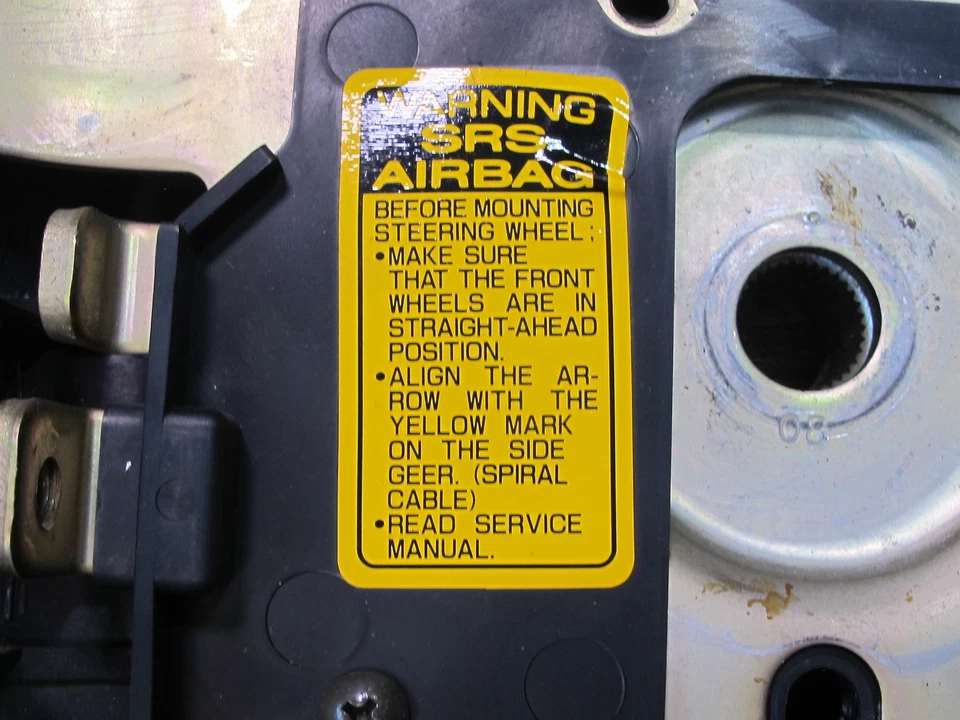 WARNING
SRS
AIRBAG
BEFORE MOUNTING
STEERING WHEEL;
•MAKE SURE
THAT THE FRONT
WHEELS ARE IN
STRAIGHT-AHEAD
POSITION.
•ALIGN THE AR-
ROW WITH THE
YELLOW MARK
ON THE SIDE
GEER. (SPIRAL
CABLE)
•READ SERVICE
MANUAL.
08